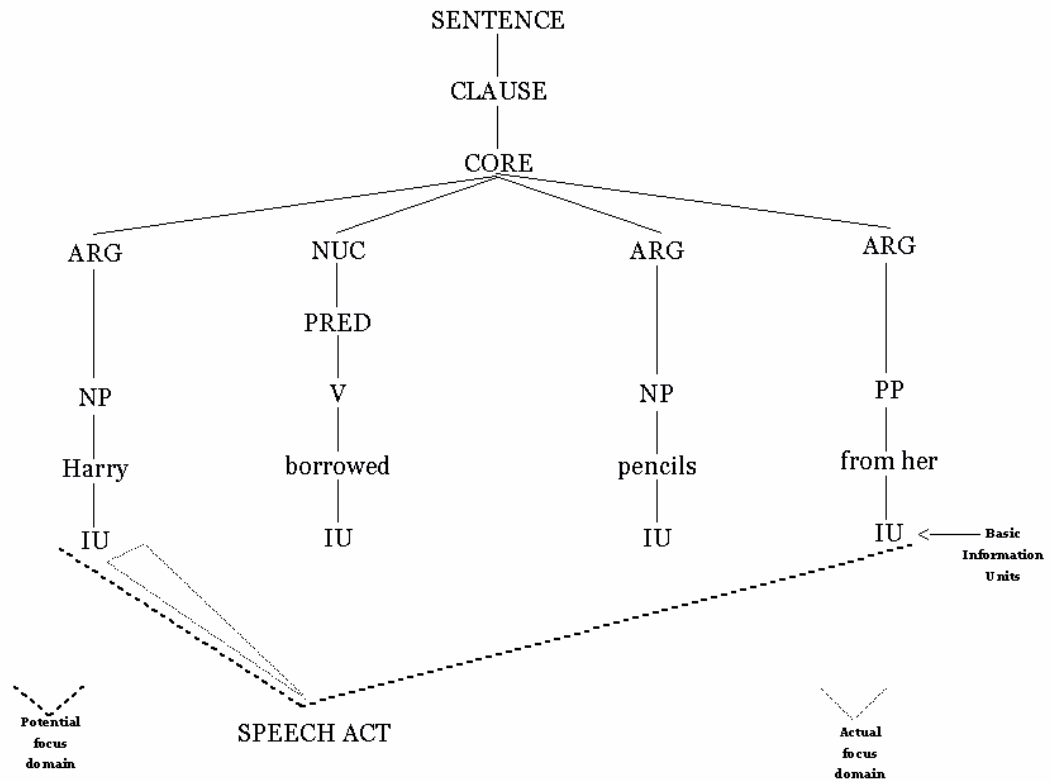 SENTENCE
CLAUSE
CORE
ARG NUC ARG ARG
PRED
NP V NP PP
Harry borrowed pencils from her
IU IU IU IU
Basic
Information
Units
SPEECH ACT
Potential
focus
domain
Actual
focus
domain